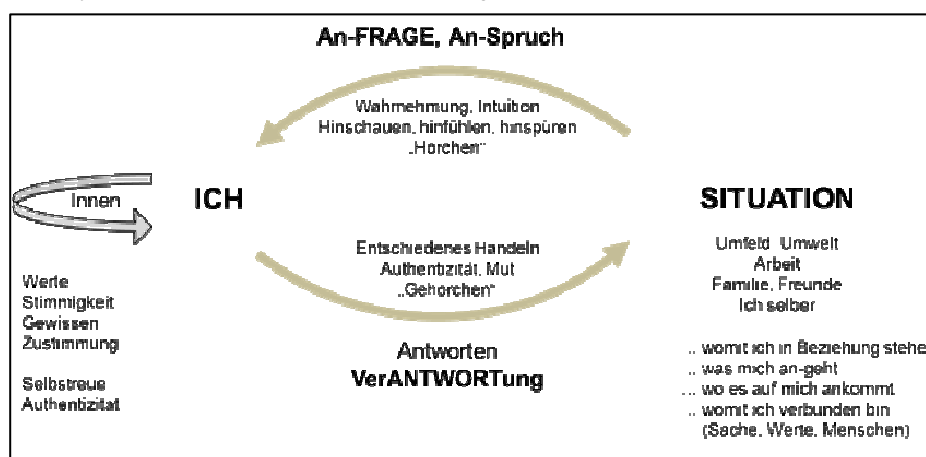 An-FRAGE, An-Spruch
Wahrnehmung, Intuition
Hinschauen, hinfühlen, hinspüren
„Horchen“
Innen
ICH
SITUATION
Entschiedenes Handeln
Authentizität, Mut
„Gehorchen“
Antworten
VerANTWORTung
Werte
Stimmigkeit
Gewissen
Zustimmung
Selbstreue
Authentizität
Umfeld, Umwelt
Arbeit
Familie, Freunde
Ich selber
... womit ich in Beziehung stehe
... was mich an-geht
... wo es auf mich ankommt
... womit ich verbunden bin
(Sache, Werte, Menschen)